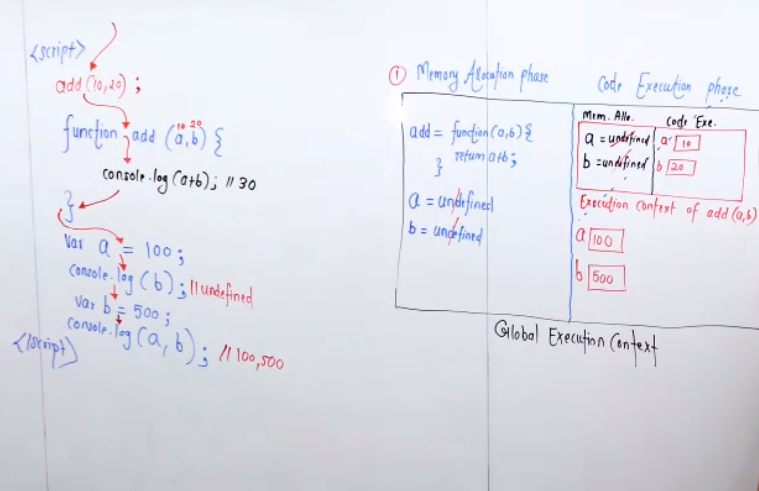 <script>
add (10,20) ;
10 20
function add (a,b) {
console.log (a+b) ; // 30
}
var a = 100 ;
console.log (b) ; // undefined
var b = 500 ;
console.log (a, b) ; // 100,500
</script>
① Memory Allocation phase
add = function (a,b) {
return a+b ;
}
a = undefined
b = undefined
Code Execution phase
Mem. Allo. Code Exe.
a = undefined a 10
b = undefined b 20
Execution Context of add (a,b)
a 100
b 500
Global Execution Context